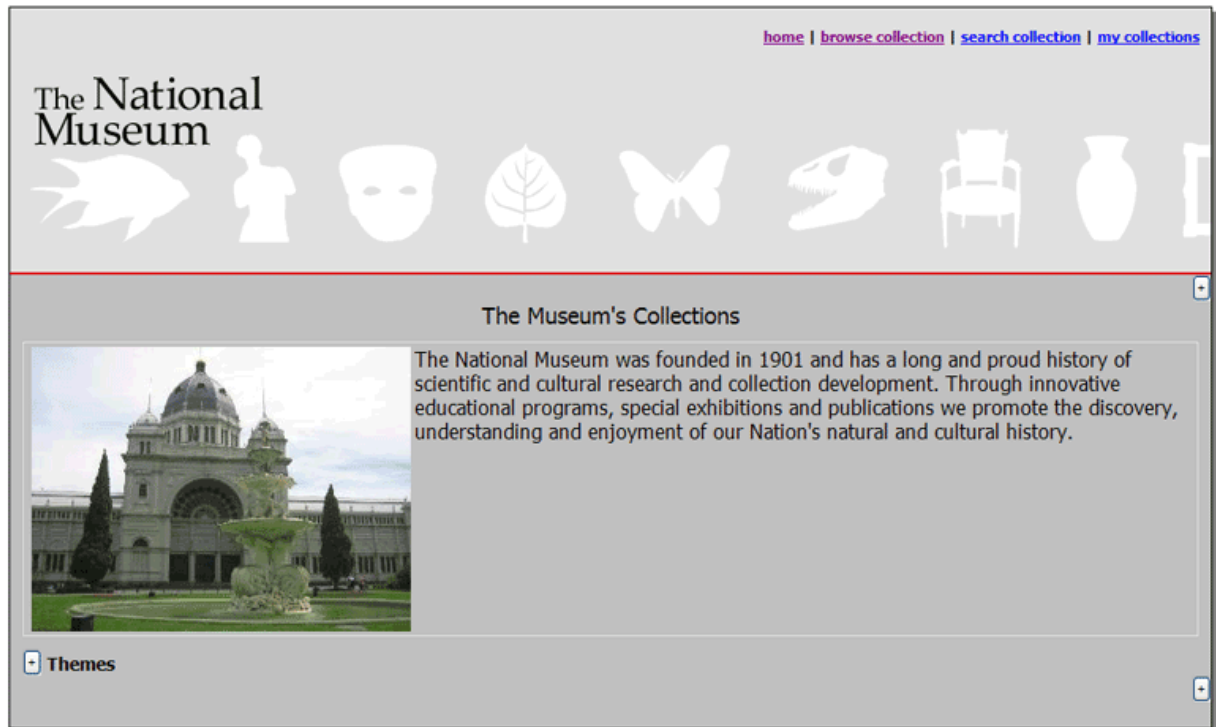 home | browse collection | search collection | my collections
The National
Museum
+
The Museum's Collections
The National Museum was founded in 1901 and has a long and proud history of
scientific and cultural research and collection development. Through innovative
educational programs, special exhibitions and publications we promote the discovery,
understanding and enjoyment of our Nation's natural and cultural history.
+ Themes
+